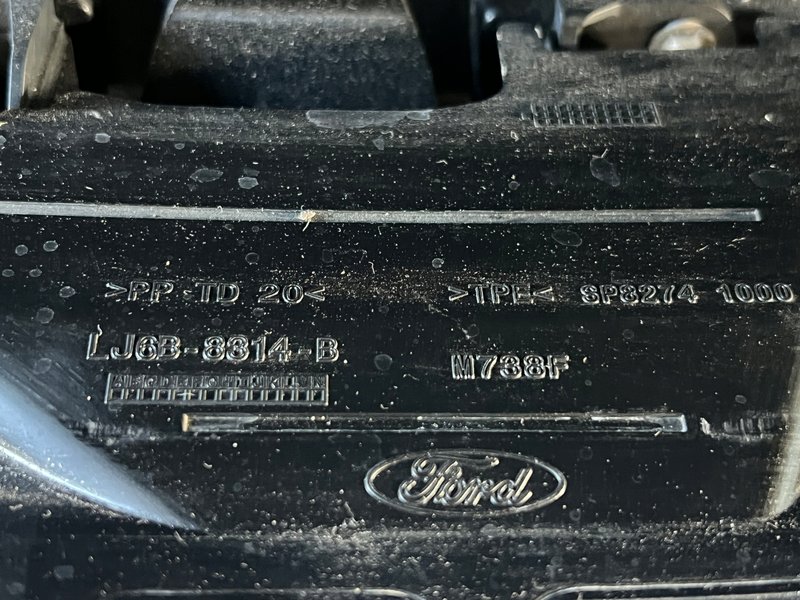 >PP TD 20< >TPE< SP8274 1000
LJ6B-8314-B M738F
Ford